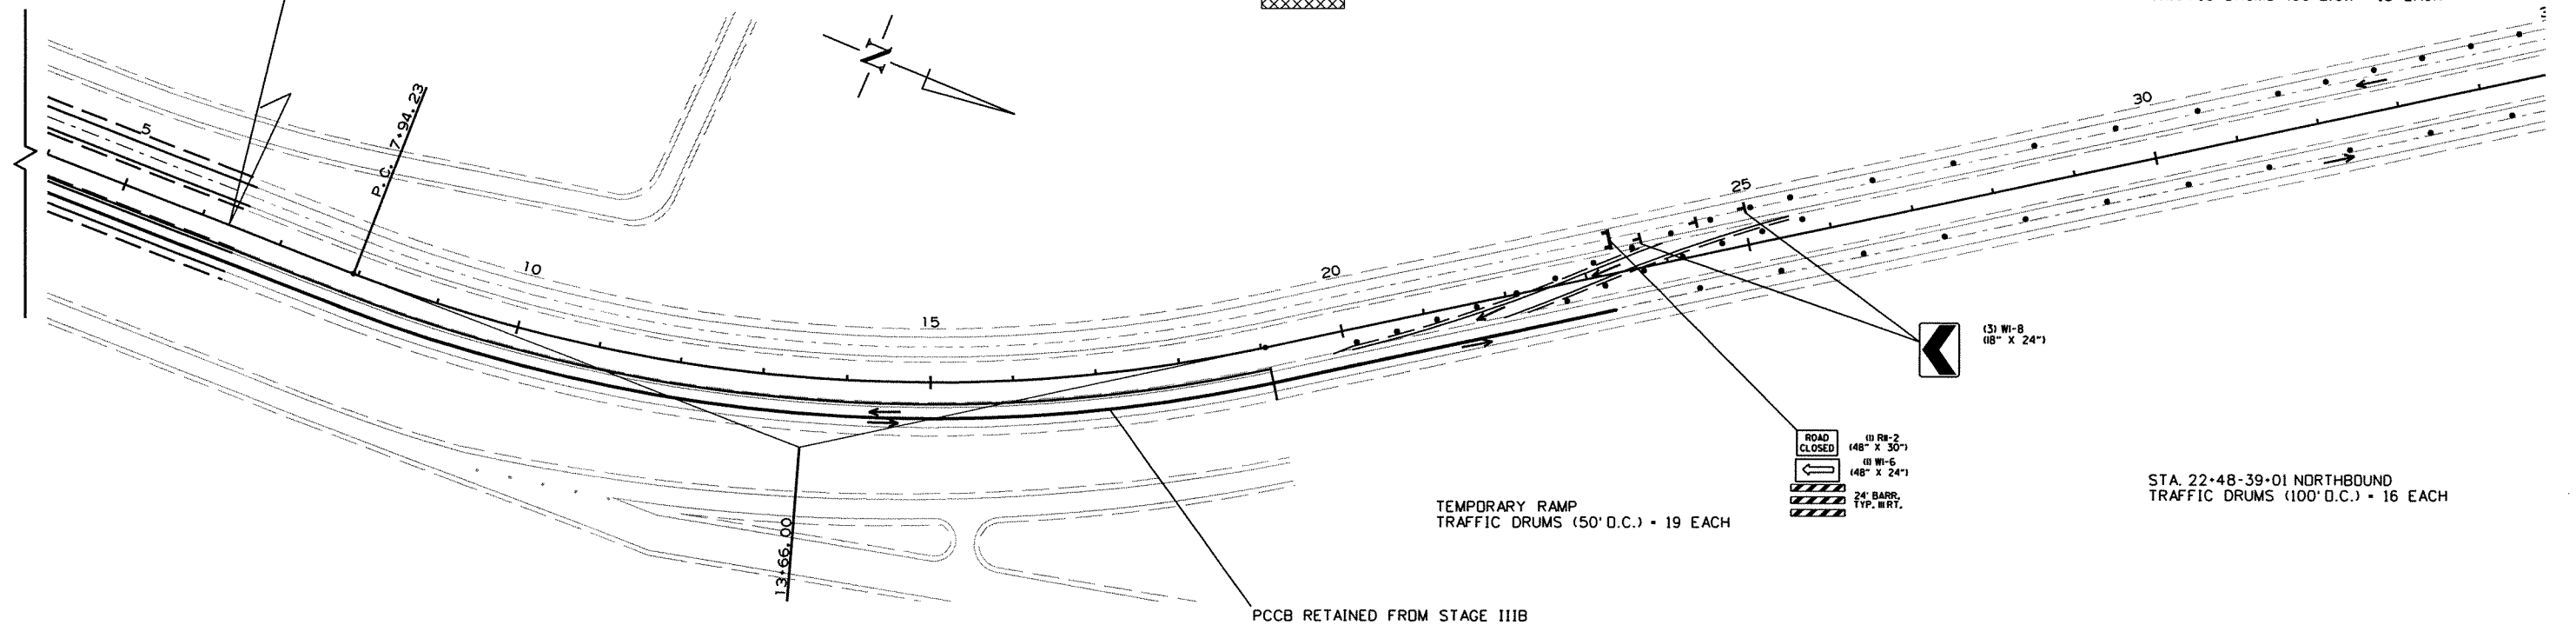 5
P.C. 7+94.23
N
10
15
20
25
30
13+66.00
(3) W1-8
(18" X 24")
ROAD
CLOSED
(1) R11-2
(48" X 30")
(1) W1-6
(48" X 24")
24' BARR.
TYP. III RT.
STA. 22+48-39+01 NORTHBOUND
TRAFFIC DRUMS (100' O.C.) = 16 EACH
TEMPORARY RAMP
TRAFFIC DRUMS (50' O.C.) = 19 EACH
PCCB RETAINED FROM STAGE IIIB